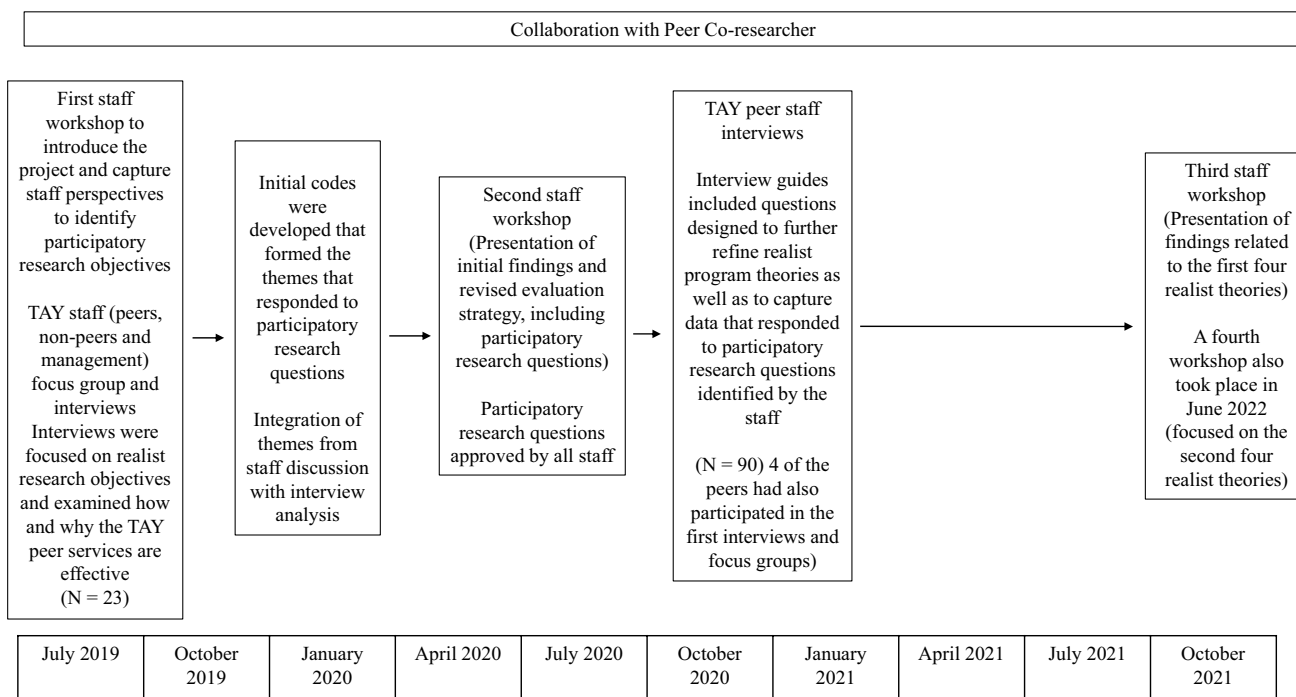 Collaboration with Peer Co-researcher
First staff
workshop to
introduce the
project and capture
staff perspectives
to identify
participatory
research objectives
TAY staff (peers,
non-peers and
management)
focus group and
interviews
Interviews were
focused on realist
research objectives
and examined how
and why the TAY
peer services are
effective
(N = 23)
Initial codes
were
developed that
formed the
themes that
responded to
participatory
research
questions
Integration of
themes from
staff discussion
with interview
analysis
Second staff
workshop
(Presentation of
initial findings and
revised evaluation
strategy, including
participatory
research questions)
Participatory
research questions
approved by all staff
TAY peer staff
interviews
Interview guides
included questions
designed to further
refine realist
program theories as
well as to capture
data that responded
to participatory
research questions
identified by the
staff
(N = 90) 4 of the
peers had also
participated in the
first interviews and
focus groups)
Third staff
workshop
(Presentation of
findings related
to the first four
realist theories)
A fourth
workshop also
took place in
June 2022
(focused on the
second four
realist theories)
July 2019
October
2019
January
2020
April 2020
July 2020
October
2020
January
2021
April 2021
July 2021
October
2021